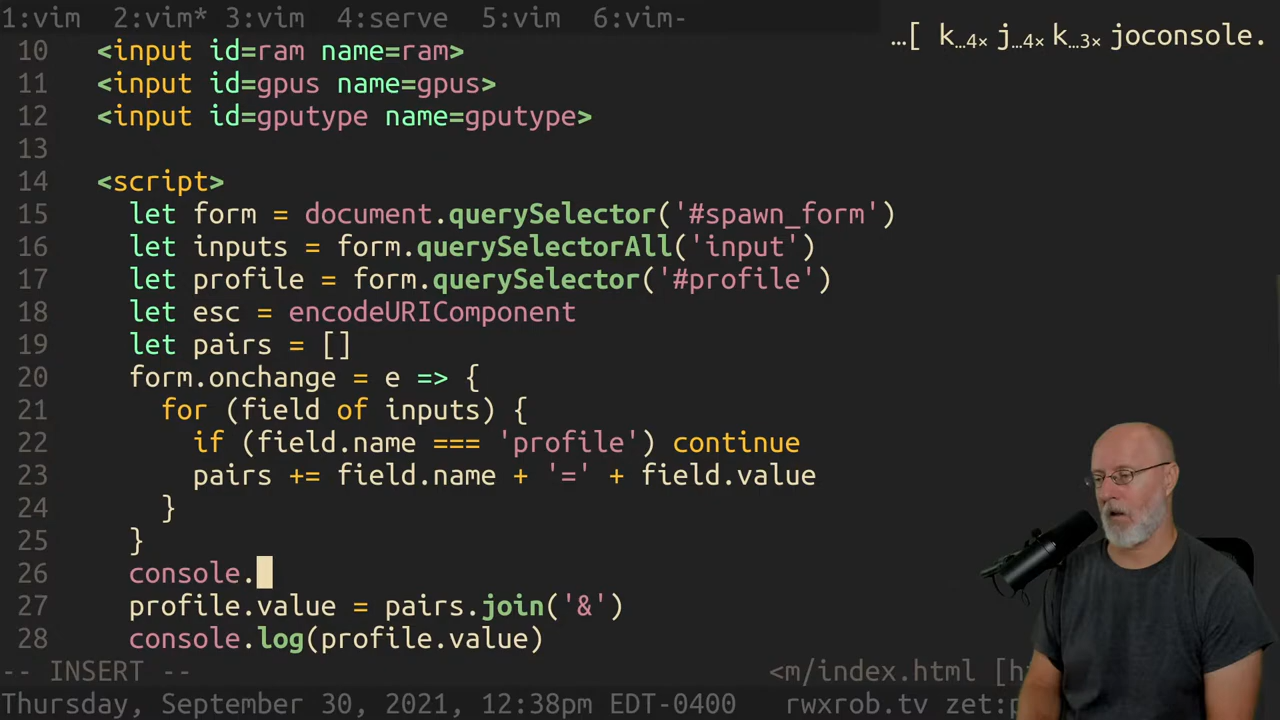 1:vim 2:vim* 3:vim 4:serve 5:vim 6:vim-
…[ k…4× j…4× k…3× joconsole.
10 <input id=ram name=ram>
11 <input id=gpus name=gpus>
12 <input id=gputype name=gputype>
13
14 <script>
15 let form = document.querySelector('#spawn_form')
16 let inputs = form.querySelectorAll('input')
17 let profile = form.querySelector('#profile')
18 let esc = encodeURIComponent
19 let pairs = []
20 form.onchange = e => {
21 for (field of inputs) {
22 if (field.name === 'profile') continue
23 pairs += field.name + '=' + field.value
24 }
25 }
26 console.
27 profile.value = pairs.join('&')
28 console.log(profile.value)
-- INSERT -- <m/index.html [h
Thursday, September 30, 2021, 12:38pm EDT-0400 rwxrob.tv zet:p